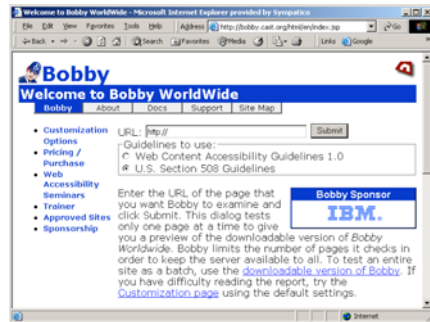 Welcome to Bobby WorldWide - Microsoft Internet Explorer provided by Sympatico
File Edit View Favorites Tools Help Address http://bobby.cast.org/html/en/index.jsp Go
Back Search Favorites Media Links Google
Bobby
Welcome to Bobby WorldWide
Bobby About Docs Support Site Map
Customization Options
Pricing / Purchase
Web Accessibility Seminars
Trainer
Approved Sites
Sponsorship
URL: http:// Submit
Guidelines to use:
Web Content Accessibility Guidelines 1.0
U.S. Section 508 Guidelines
Bobby Sponsor
IBM.
Enter the URL of the page that
you want Bobby to examine and
click Submit. This dialog tests
only one page at a time to give
you a preview of the downloadable version of Bobby
Worldwide. Bobby limits the number of pages it checks in
order to keep the server available to all. To test an entire
site as a batch, use the downloadable version of Bobby. If
you have difficulty reading the report, try the
Customization page using the default settings.
Internet